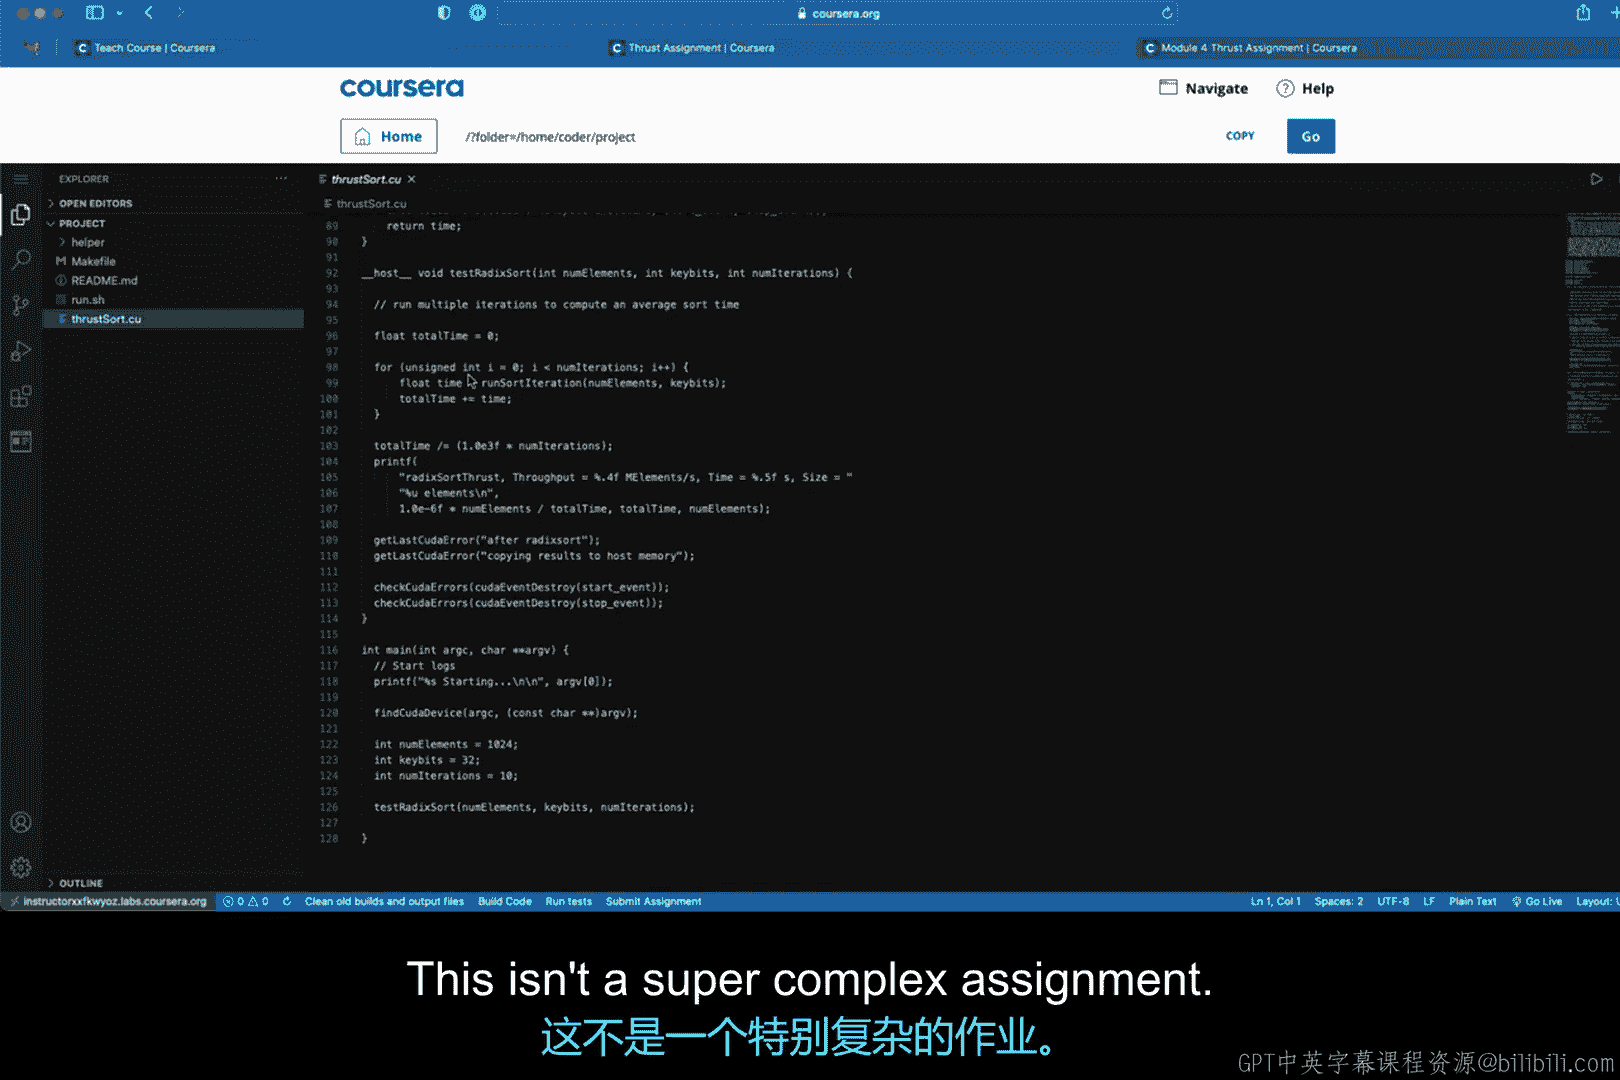 coursera.org
Teach Course | Coursera
Thrust Assignment | Coursera
Module 4 Thrust Assignment | Coursera
coursera
Navigate
Help
Home
/?folder=/home/coder/project
COPY
Go
EXPLORER
thrustSort.cu
OPEN EDITORS
thrustSort.cu
PROJECT
helper
Makefile
README.md
run.sh
thrustSort.cu
89 return time;
90 }
91
92 __host__ void testRadixSort(int numElements, int keybits, int numIterations) {
93
94 // run multiple iterations to compute an average sort time
95
96 float totalTime = 0;
97
98 for (unsigned int i = 0; i < numIterations; i++) {
99 float time runSortIteration(numElements, keybits);
100 totalTime += time;
101 }
102
103 totalTime /= (1.0e3f * numIterations);
104 printf(
105 "radixSortThrust, Throughput = %.4f MElements/s, Time = %.5f s, Size = "
106 "%u elements\n",
107 1.0e-6f * numElements / totalTime, totalTime, numElements);
108
109 getLastCudaError("after radixsort");
110 getLastCudaError("copying results to host memory");
111
112 checkCudaErrors(cudaEventDestroy(start_event));
113 checkCudaErrors(cudaEventDestroy(stop_event));
114 }
115
116 int main(int argc, char **argv) {
117 // Start logs
118 printf("%s Starting...\n\n", argv[0]);
119
120 findCudaDevice(argc, (const char **)argv);
121
122 int numElements = 1024;
123 int keybits = 32;
124 int numIterations = 10;
125
126 testRadixSort(numElements, keybits, numIterations);
127
128 }
OUTLINE
instructorxxfkwyoz.labs.coursera.org 0 0 Clean old builds and output files Build Code Run tests Submit Assignment Ln 1, Col 1 Spaces: 2 UTF-8 LF Plain Text Go Live Layout:
This isn't a super complex assignment.
这不是一个特别复杂的作业。
GPT中英字幕课程资源@bilibili.com